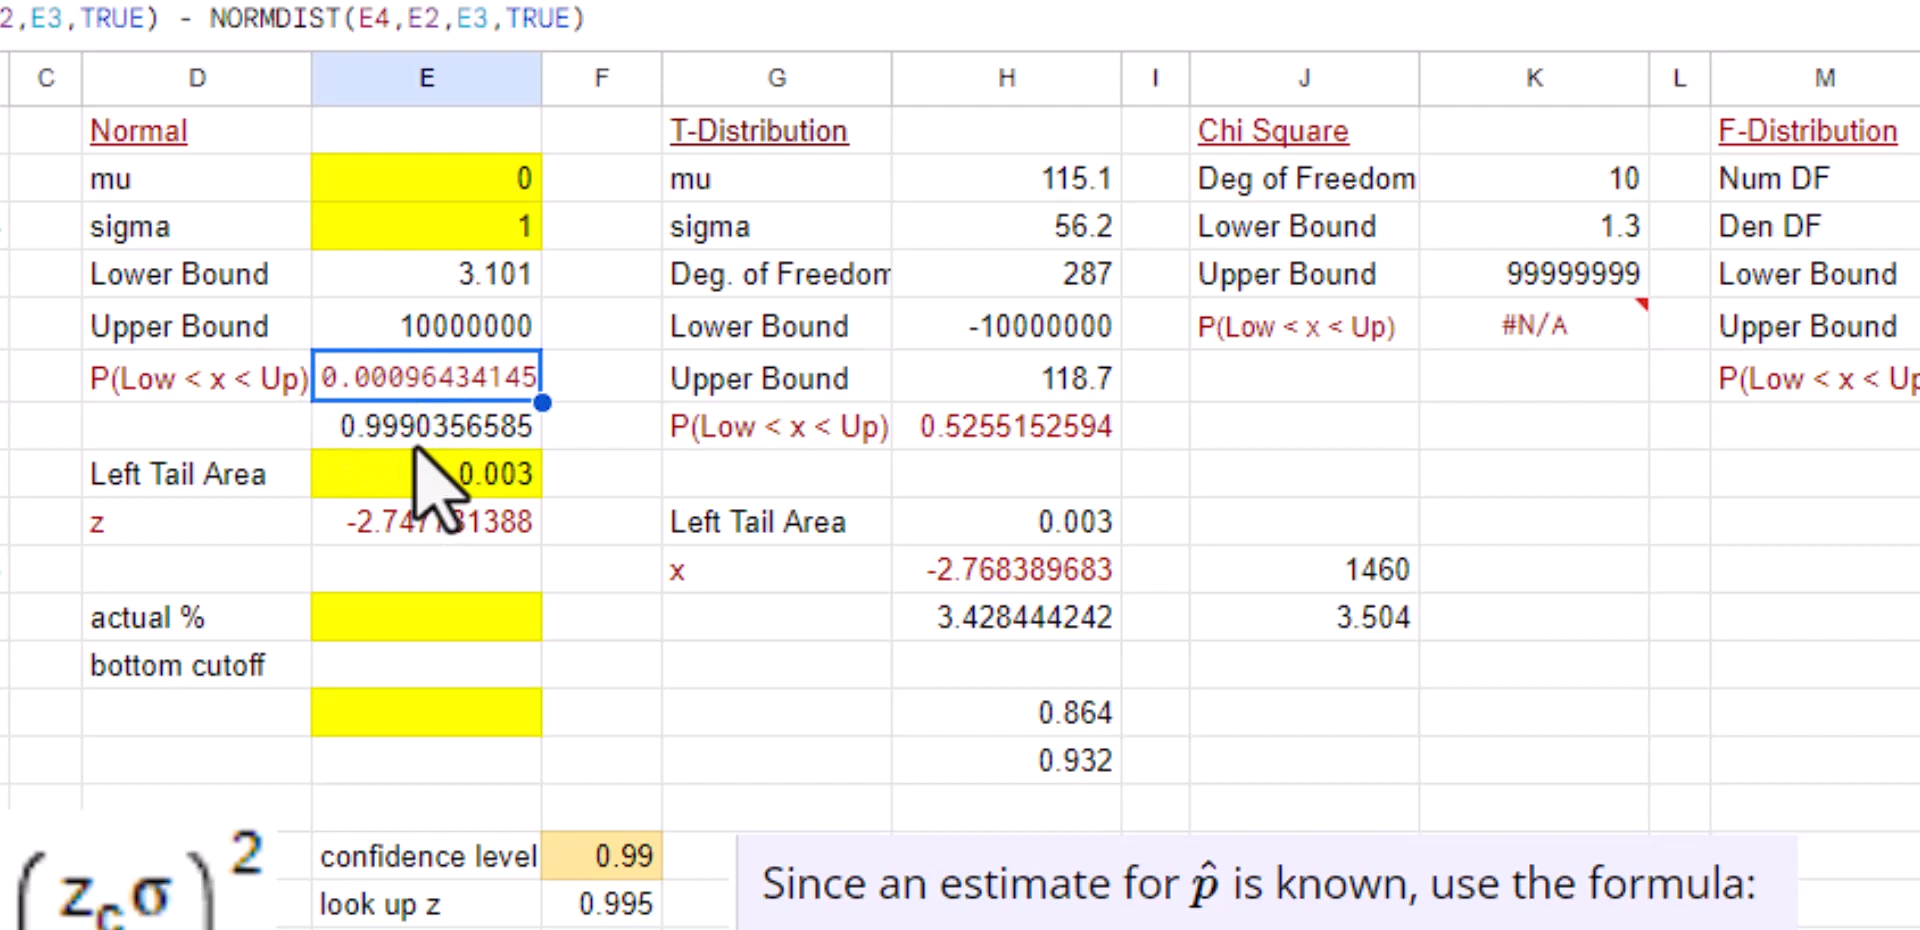 2,E3,TRUE) - NORMDIST(E4,E2,E3,TRUE)
C D E F G H I J K L M
Normal T-Distribution Chi Square F-Distribution
mu 0 mu 115.1 Deg of Freedom 10 Num DF
sigma 1 sigma 56.2 Lower Bound 1.3 Den DF
Lower Bound 3.101 Deg. of Freedom 287 Upper Bound 99999999 Lower Bound
Upper Bound 10000000 Lower Bound -10000000 P(Low < x < Up) #N/A Upper Bound
P(Low < x < Up) 0.00096434145 Upper Bound 118.7 P(Low < x < Up
0.9990356585 P(Low < x < Up) 0.5255152594
Left Tail Area 0.003
z Left Tail Area 0.003
x -2.768389683 1460
actual % 3.428444242 3.504
bottom cutoff
0.864
0.932
confidence level 0.99
look up z 0.995
(z_c σ)^2
Since an estimate for p̂ is known, use the formula: